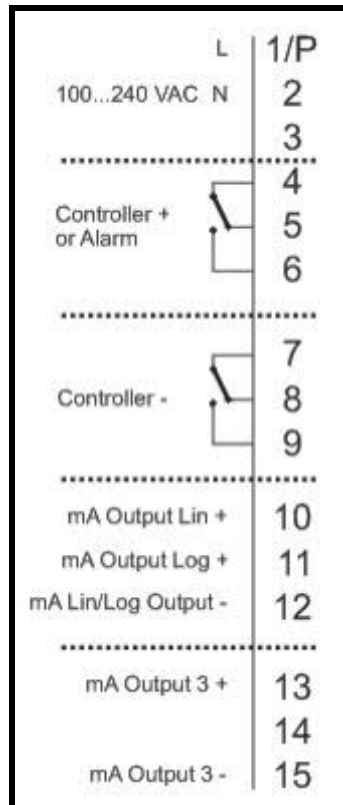 L 1/P
100...240 VAC N 2
3
4
Controller + 5
or Alarm
6
7
Controller - 8
9
mA Output Lin + 10
mA Output Log + 11
mA Lin/Log Output - 12
mA Output 3 + 13
14
mA Output 3 - 15